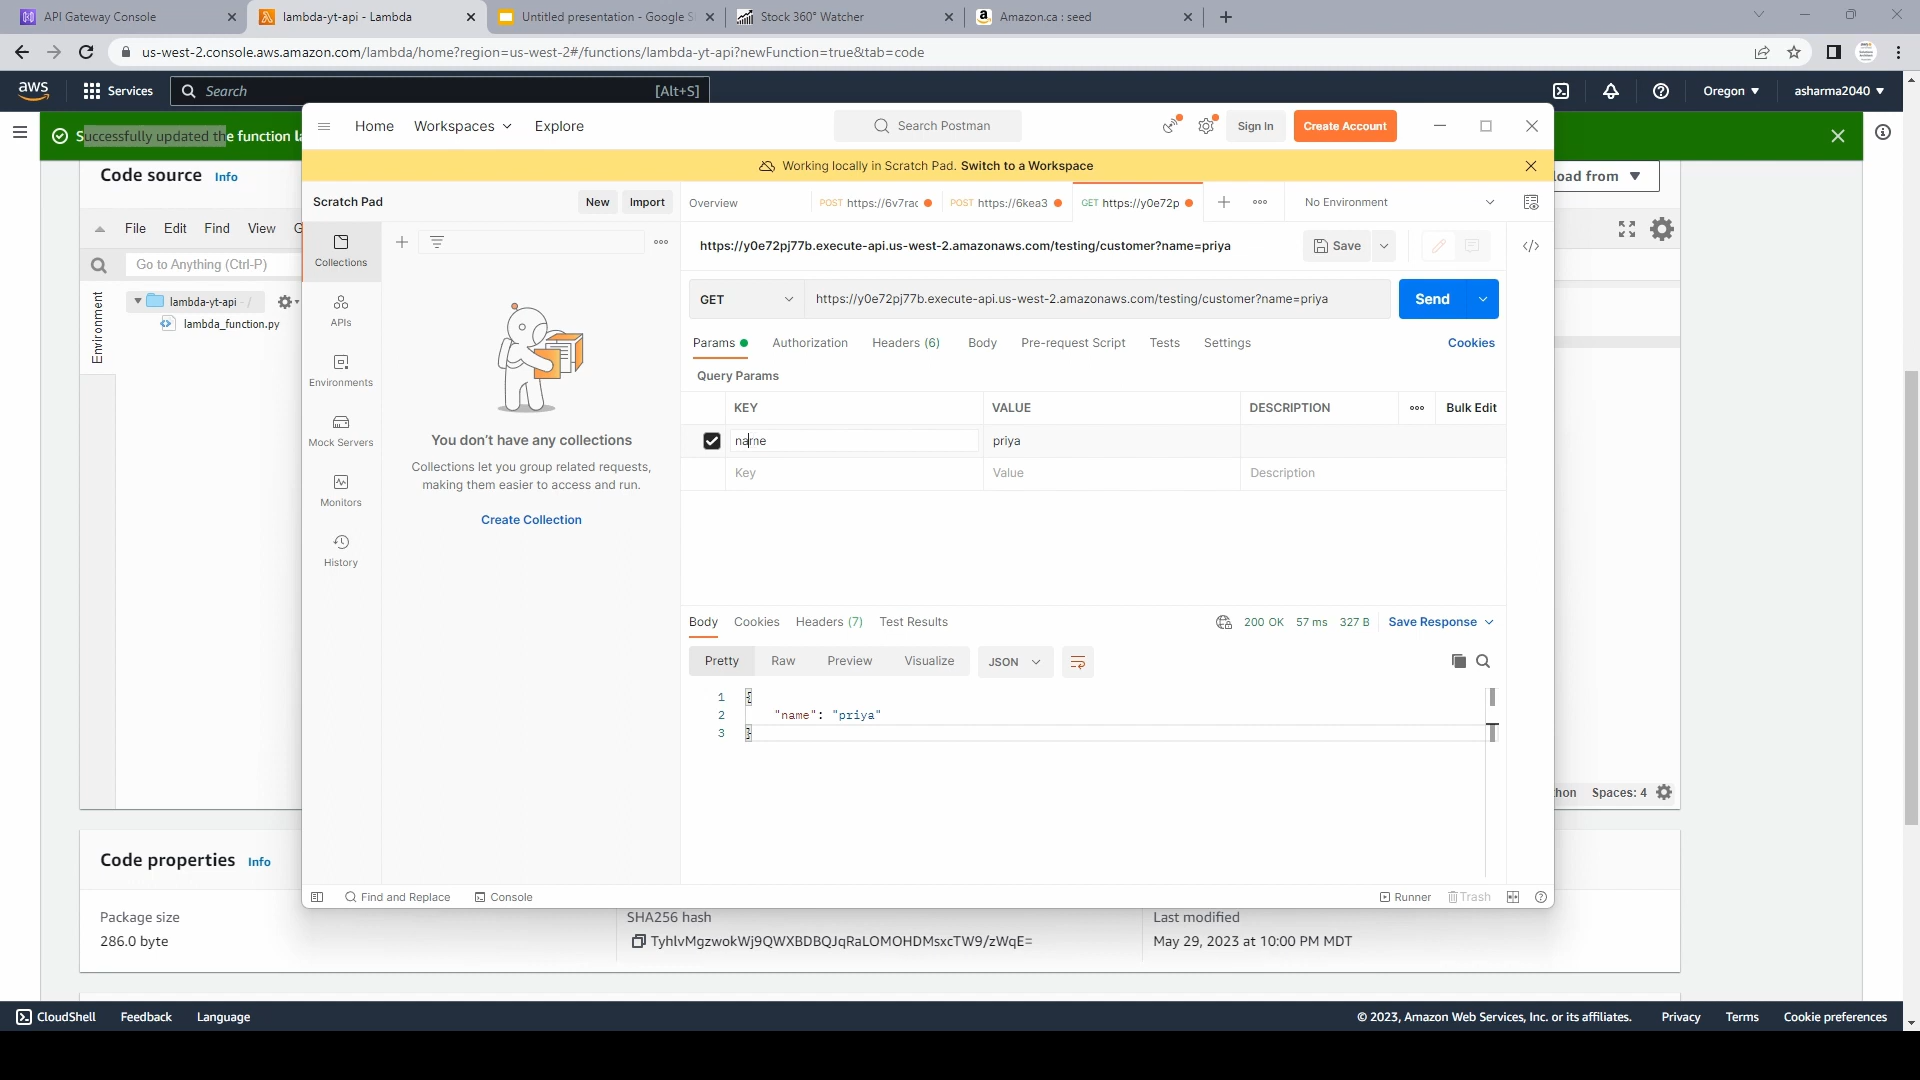 API Gateway Console
lambda-yt-api - Lambda
Untitled presentation - Google S
Stock 360° Watcher
Amazon.ca : seed
us-west-2.console.aws.amazon.com/lambda/home?region=us-west-2#/functions/lambda-yt-api?newFunction=true&tab=code
aws
Services
Search
[Alt+S]
Oregon
asharma2040
Successfully updated the function la
Home
Workspaces
Explore
Search Postman
Sign In
Create Account
Working locally in Scratch Pad. Switch to a Workspace
Code source
Info
oad from
Scratch Pad
New
Import
Overview
POST https://6v7rac
POST https://6kea3
GET https://y0e72p
No Environment
File
Edit
Find
View
G
https://y0e72pj77b.execute-api.us-west-2.amazonaws.com/testing/customer?name=priya
Save
Collections
Go to Anything (Ctrl-P)
Environment
lambda-yt-api - /
lambda_function.py
GET
https://y0e72pj77b.execute-api.us-west-2.amazonaws.com/testing/customer?name=priya
Send
APIs
Environments
Mock Servers
Monitors
History
Params
Authorization
Headers (6)
Body
Pre-request Script
Tests
Settings
Cookies
Query Params
KEY
VALUE
DESCRIPTION
Bulk Edit
name
priya
Key
Value
Description
You don't have any collections
Collections let you group related requests,
making them easier to access and run.
Create Collection
Body
Cookies
Headers (7)
Test Results
200 OK
57 ms
327 B
Save Response
Pretty
Raw
Preview
Visualize
JSON
1 {
2 "name": "priya"
3 }
hon
Spaces: 4
Code properties
Info
Find and Replace
Console
Runner
Trash
Package size
286.0 byte
SHA256 hash
TyhlvMgzwokWj9QWXBDBQJqRaLOMOHDMsxcTW9/zWqE=
Last modified
May 29, 2023 at 10:00 PM MDT
CloudShell
Feedback
Language
© 2023, Amazon Web Services, Inc. or its affiliates.
Privacy
Terms
Cookie preferences